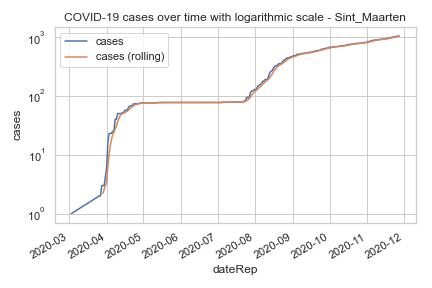 COVID-19 cases over time with logarithmic scale - Sint_Maarten
cases
cases (rolling)
10³
10²
10¹
10⁰
cases
2020-03
2020-04
2020-05
2020-06
2020-07
2020-08
2020-09
2020-10
2020-11
2020-12
dateRep